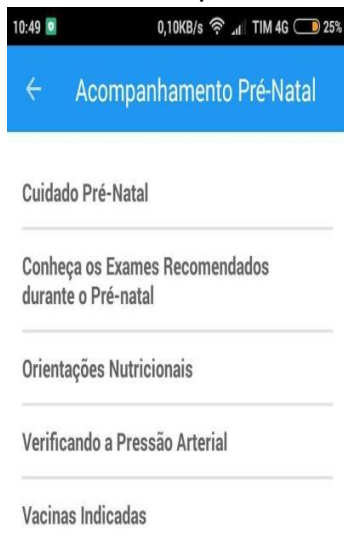 10:49 0,10KB/s TIM 4G 25%
Acompanhamento Pré-Natal
Cuidado Pré-Natal
Conheça os Exames Recomendados
durante o Pré-natal
Orientações Nutricionais
Verificando a Pressão Arterial
Vacinas Indicadas